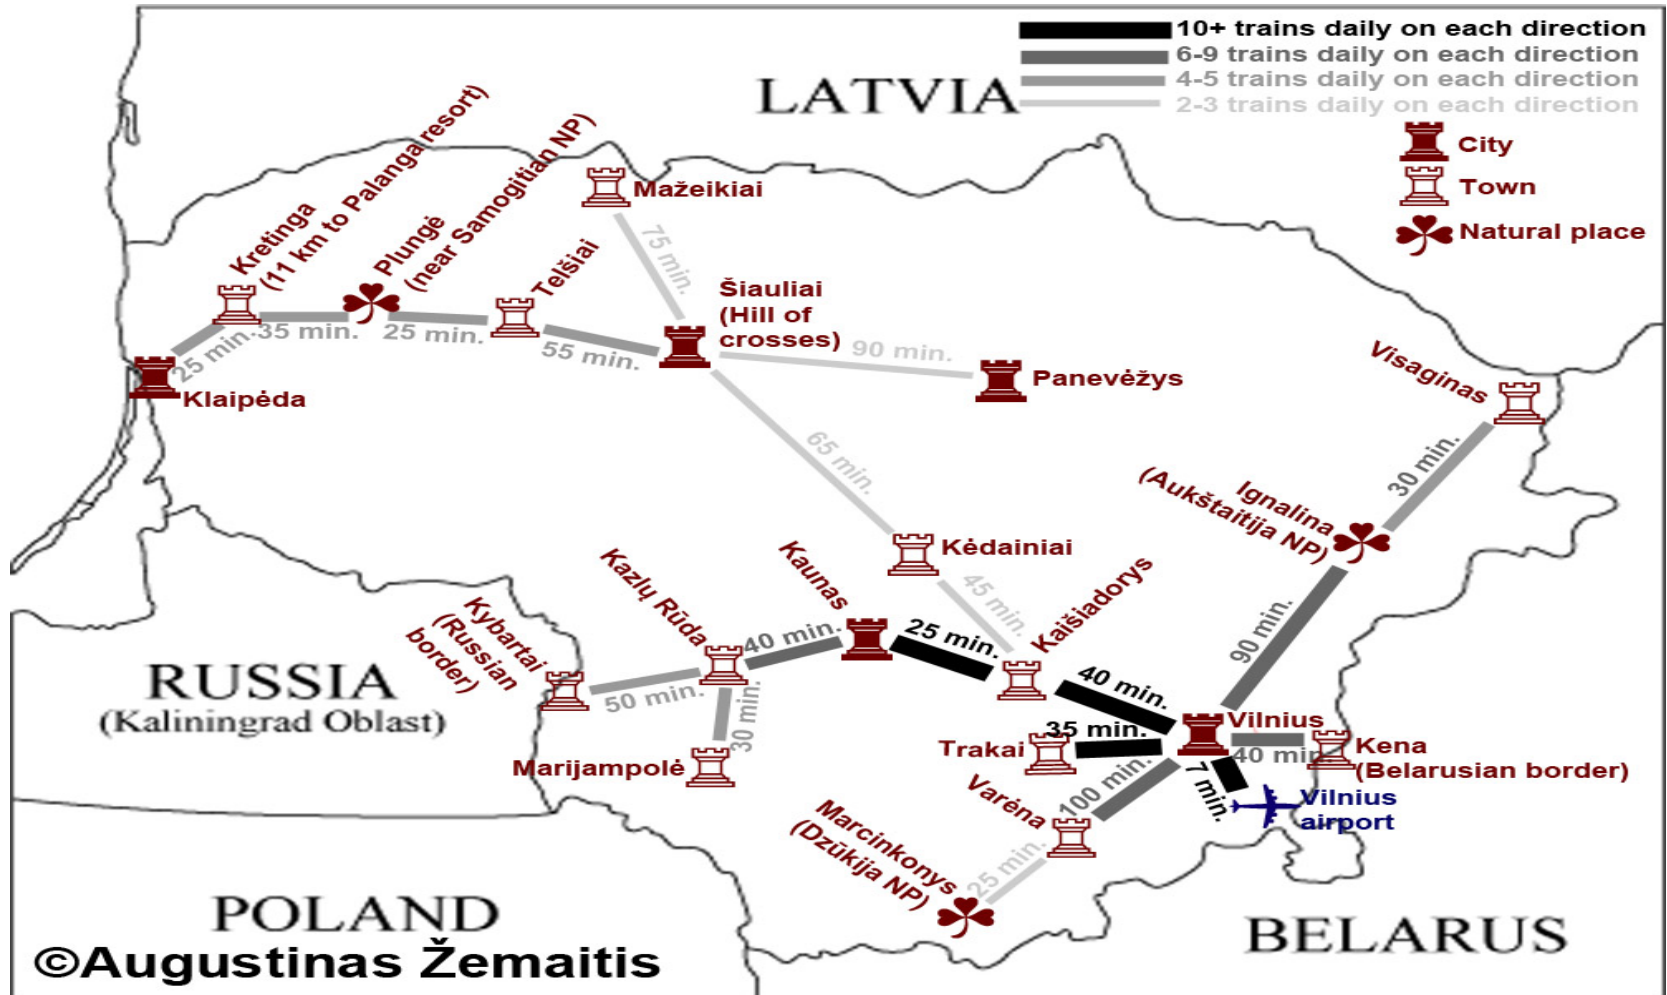 10+ trains daily on each direction
6-9 trains daily on each direction
4-5 trains daily on each direction
2-3 trains daily on each direction
City
Town
Natural place
LATVIA
Kretinga
(11 km to Palanga resort)
Plungė
(near Samogitian NP)
Telšiai
Mažeikiai
75 min.
Šiauliai
(Hill of
crosses)
25 min.
35 min.
25 min.
55 min.
90 min.
Klaipėda
Panevėžys
Visaginas
65 min.
30 min.
Ignalina
(Aukštaitija NP)
Kėdainiai
45 min.
Kaišiadorys
Kaunas
Kazlų Rūda
Kybartai
(Russian
border)
40 min.
25 min.
40 min.
90 min.
50 min.
30 min.
RUSSIA
(Kaliningrad Oblast)
Marijampolė
Trakai
35 min.
Vilnius
40 min.
Kena
(Belarusian border)
7 min.
Vilnius
airport
100 min.
Varėna
Marcinkonys
(Dzūkija NP)
25 min.
POLAND
BELARUS
©Augustinas Žemaitis